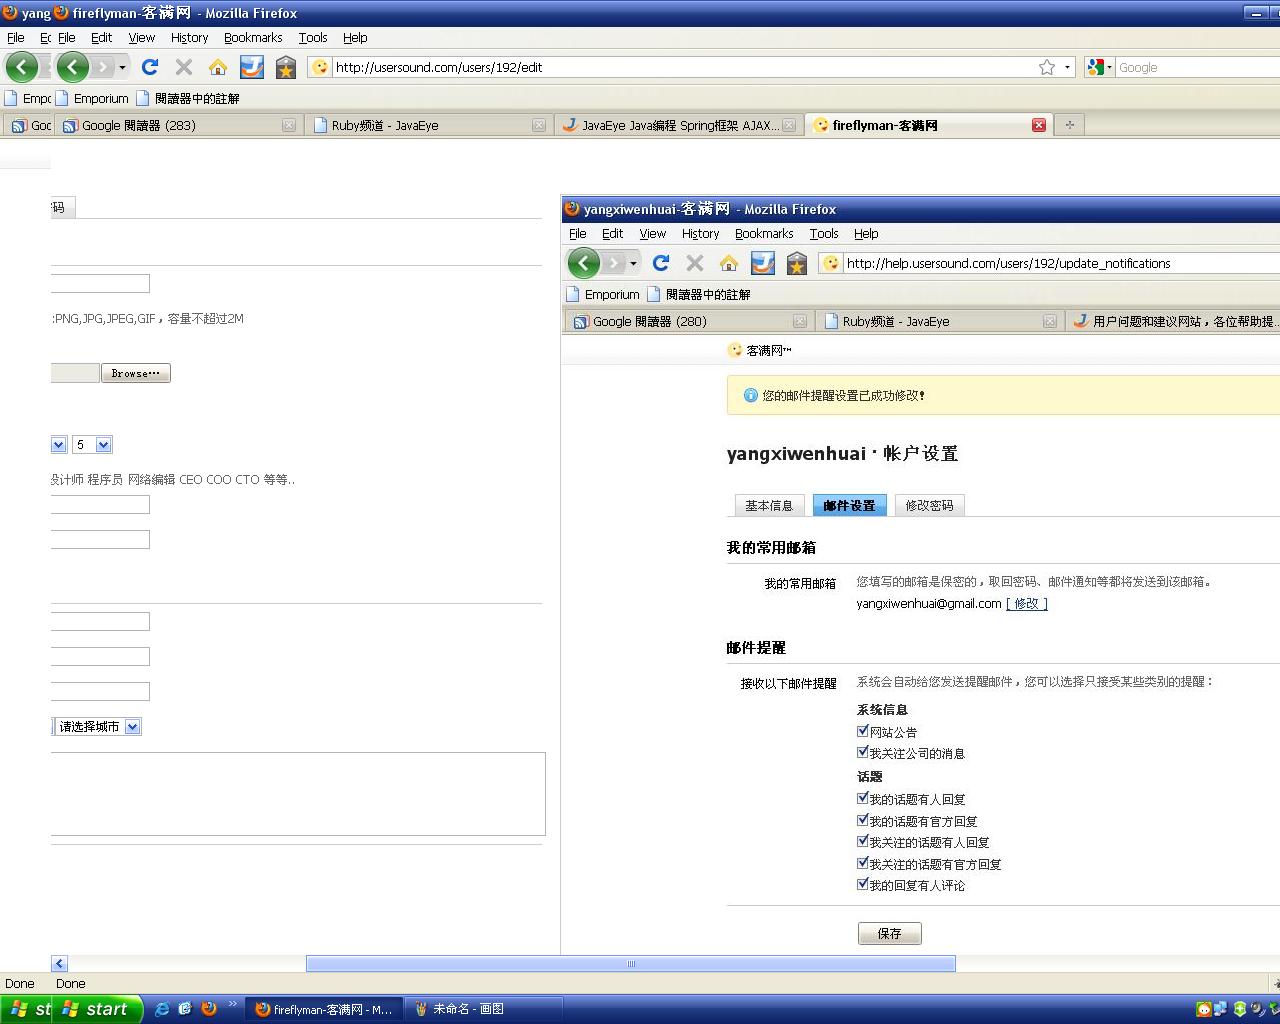 yang fireflyman-客满网 - Mozilla Firefox
File Ec File Edit View History Bookmarks Tools Help
http://usersound.com/users/192/edit
Google
Empc Emporium 閱讀器中的註解
Goo Google 閱讀器 (283) Ruby频道 - JavaEye JavaEye Java编程 Spring框架 AJAX... fireflyman-客满网
码
:PNG,JPG,JPEG,GIF，容量不超过2M
Browse...
5
设计师 程序员 网络编辑 CEO COO CTO 等等..
请选择城市
yangxiwenhuai-客满网 - Mozilla Firefox
File Edit View History Bookmarks Tools Help
http://help.usersound.com/users/192/update_notifications
Emporium 閱讀器中的註解
Google 閱讀器 (280) Ruby频道 - JavaEye 用户问题和建议网站，各位帮助提...
客满网™
您的邮件提醒设置已成功修改!
yangxiwenhuai · 帐户设置
基本信息 邮件设置 修改密码
我的常用邮箱
我的常用邮箱 您填写的邮箱是保密的，取回密码、邮件通知等都将发送到该邮箱。
yangxiwenhuai@gmail.com [ 修改 ]
邮件提醒
接收以下邮件提醒 系统会自动给您发送提醒邮件，您可以选择只接受某些类别的提醒：
系统信息
网站公告
我关注公司的消息
话题
我的话题有人回复
我的话题有官方回复
我关注的话题有人回复
我关注的话题有官方回复
我的回复有人评论
保存
Done Done
st start fireflyman-客满网 - M... 未命名 - 画图